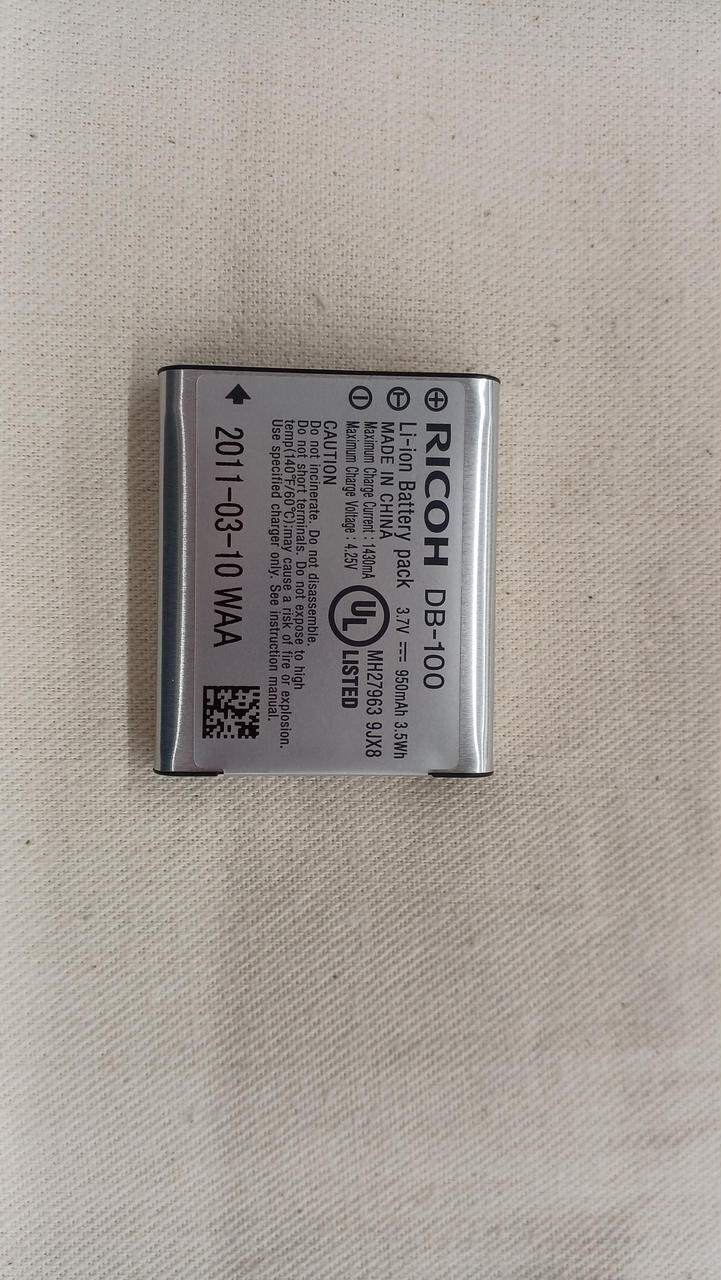 RICOH DB-100
Li-ion Battery pack 3.7V 950mAh 3.5Wh
MADE IN CHINA
Maximum Charge Current : 1430mA
Maximum Charge Voltage : 4.25V
UL LISTED
MH27963 9JX8
CAUTION
Do not incinerate. Do not disassemble.
Do not short terminals. Do not expose to high
temp(140°F/60°C);may cause a risk of fire or explosion.
Use specified charger only. See instruction manual.
2011-03-10 WAA
+
T
−